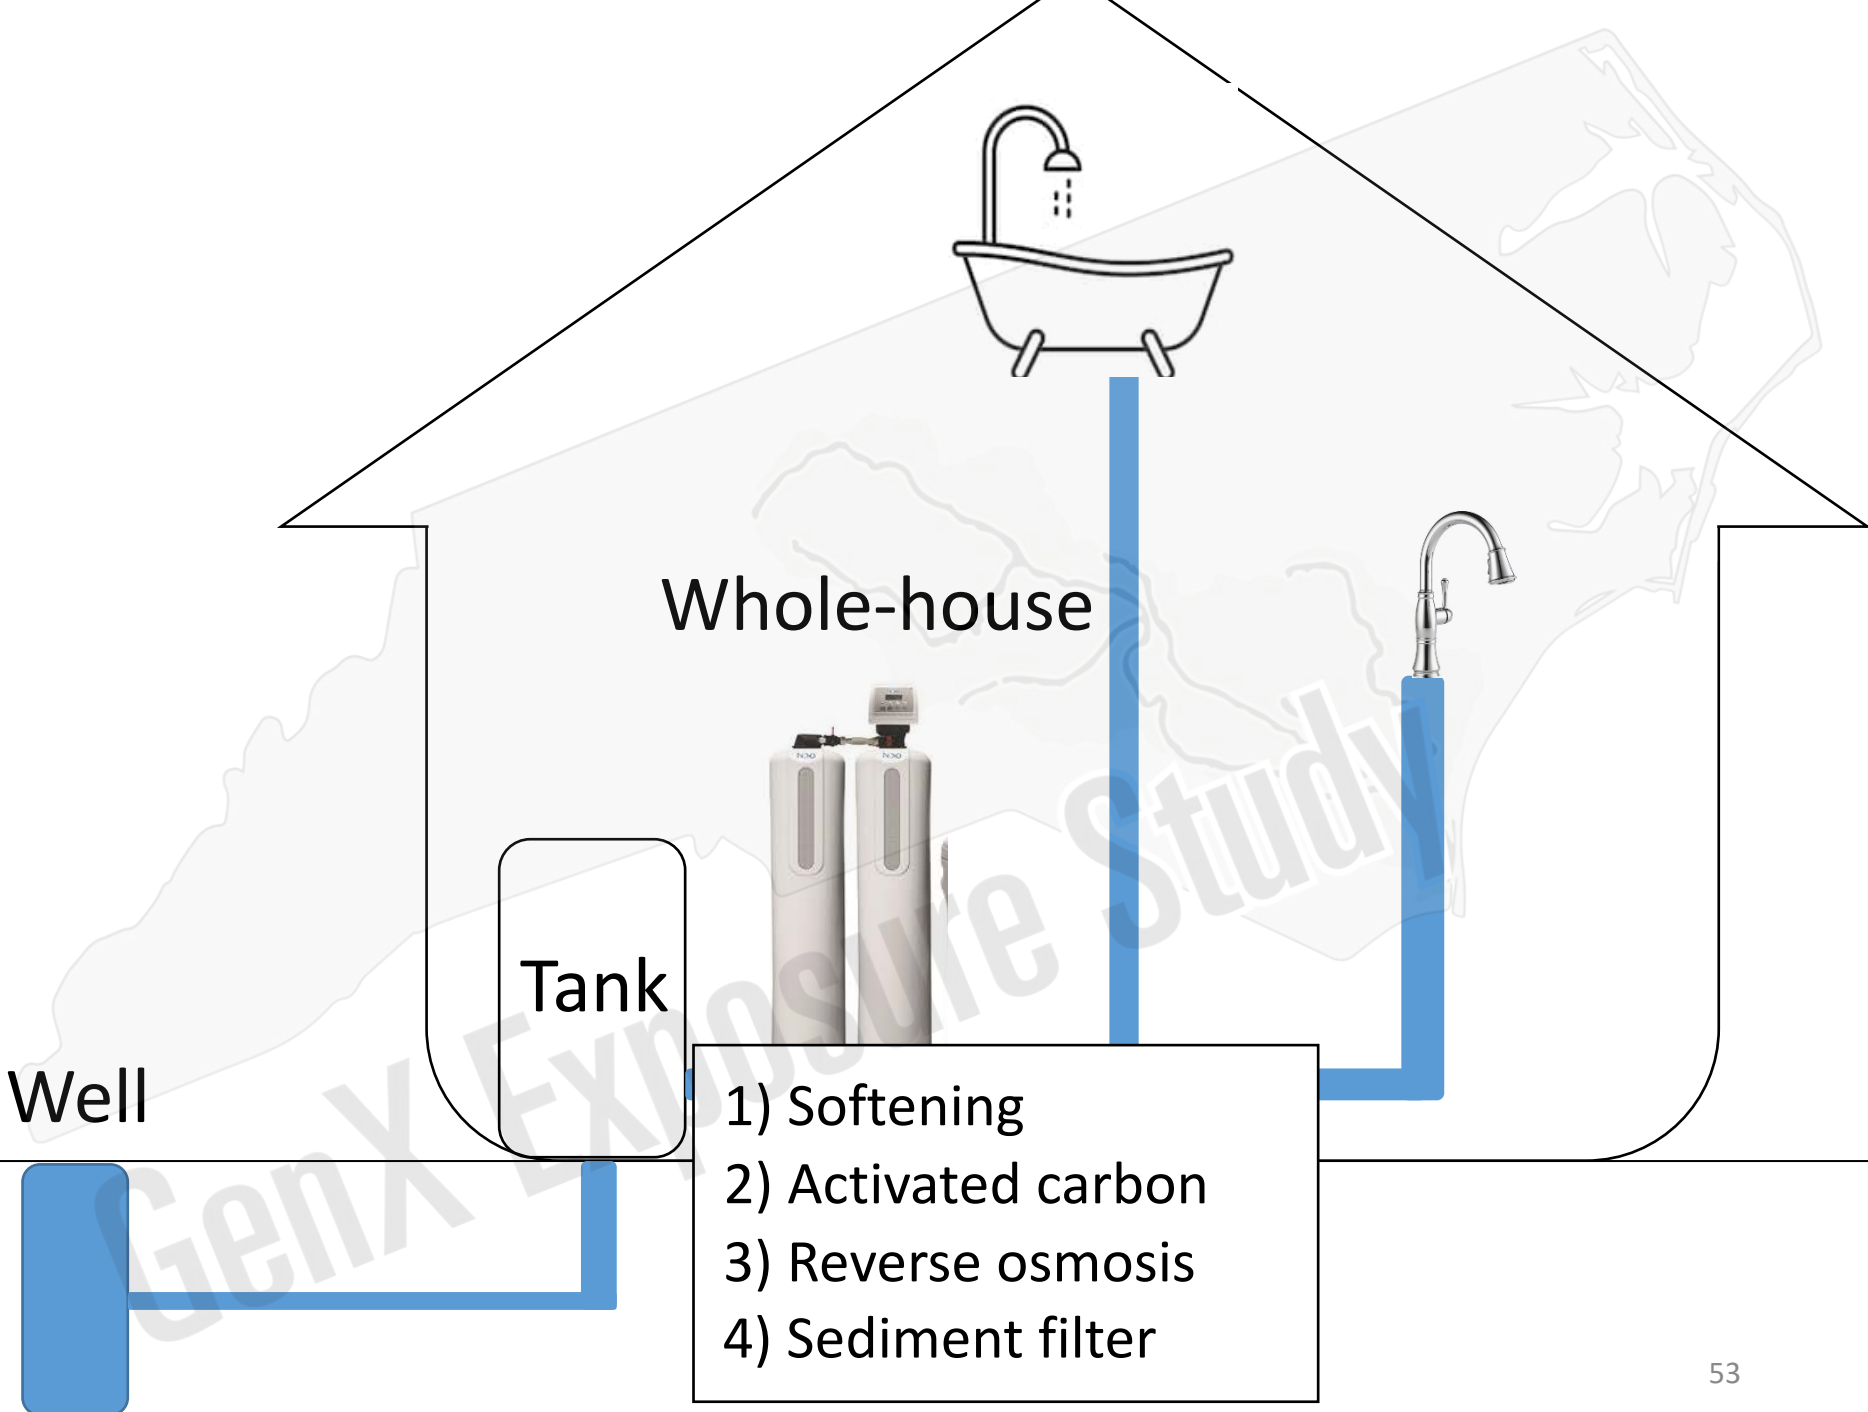 Whole-house
Tank
Well
1) Softening
2) Activated carbon
3) Reverse osmosis
4) Sediment filter
GenX Exposure Study
53